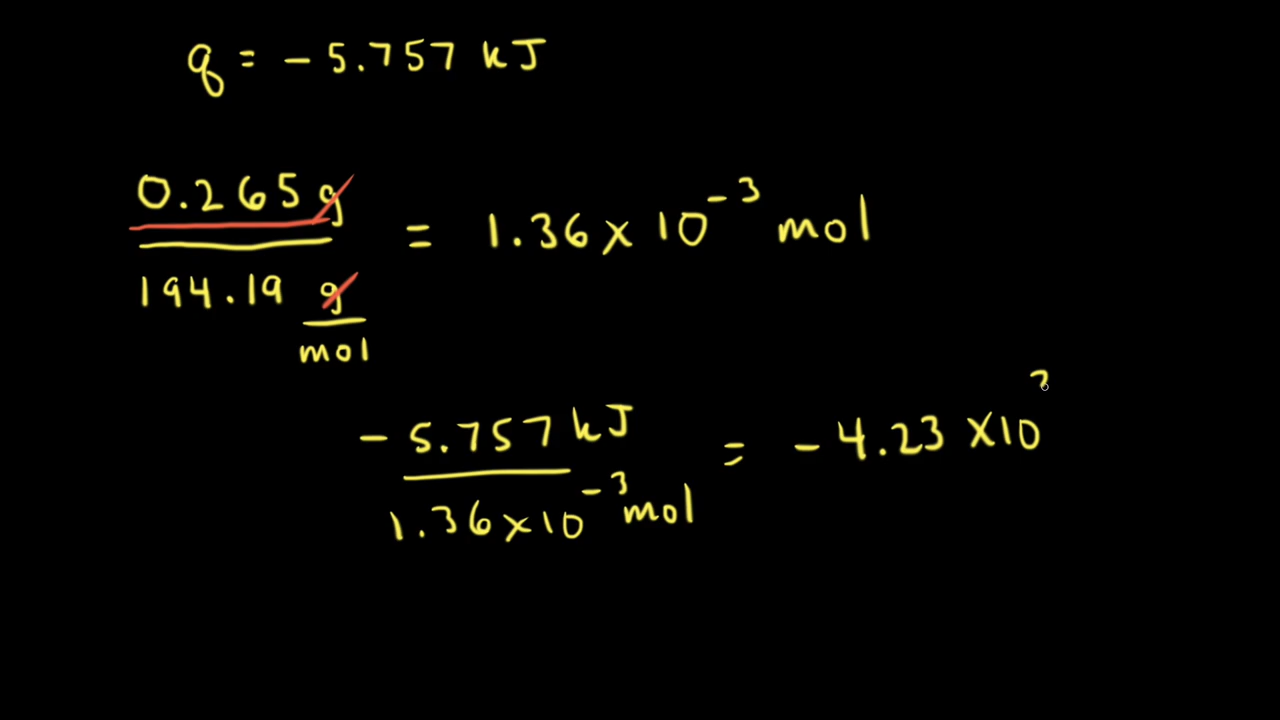 q = - 5.757 kJ
0.265 g
194.19 g/mol = 1.36 x 10⁻³ mol
- 5.757 kJ
1.36 x 10⁻³ mol = - 4.23 x 10